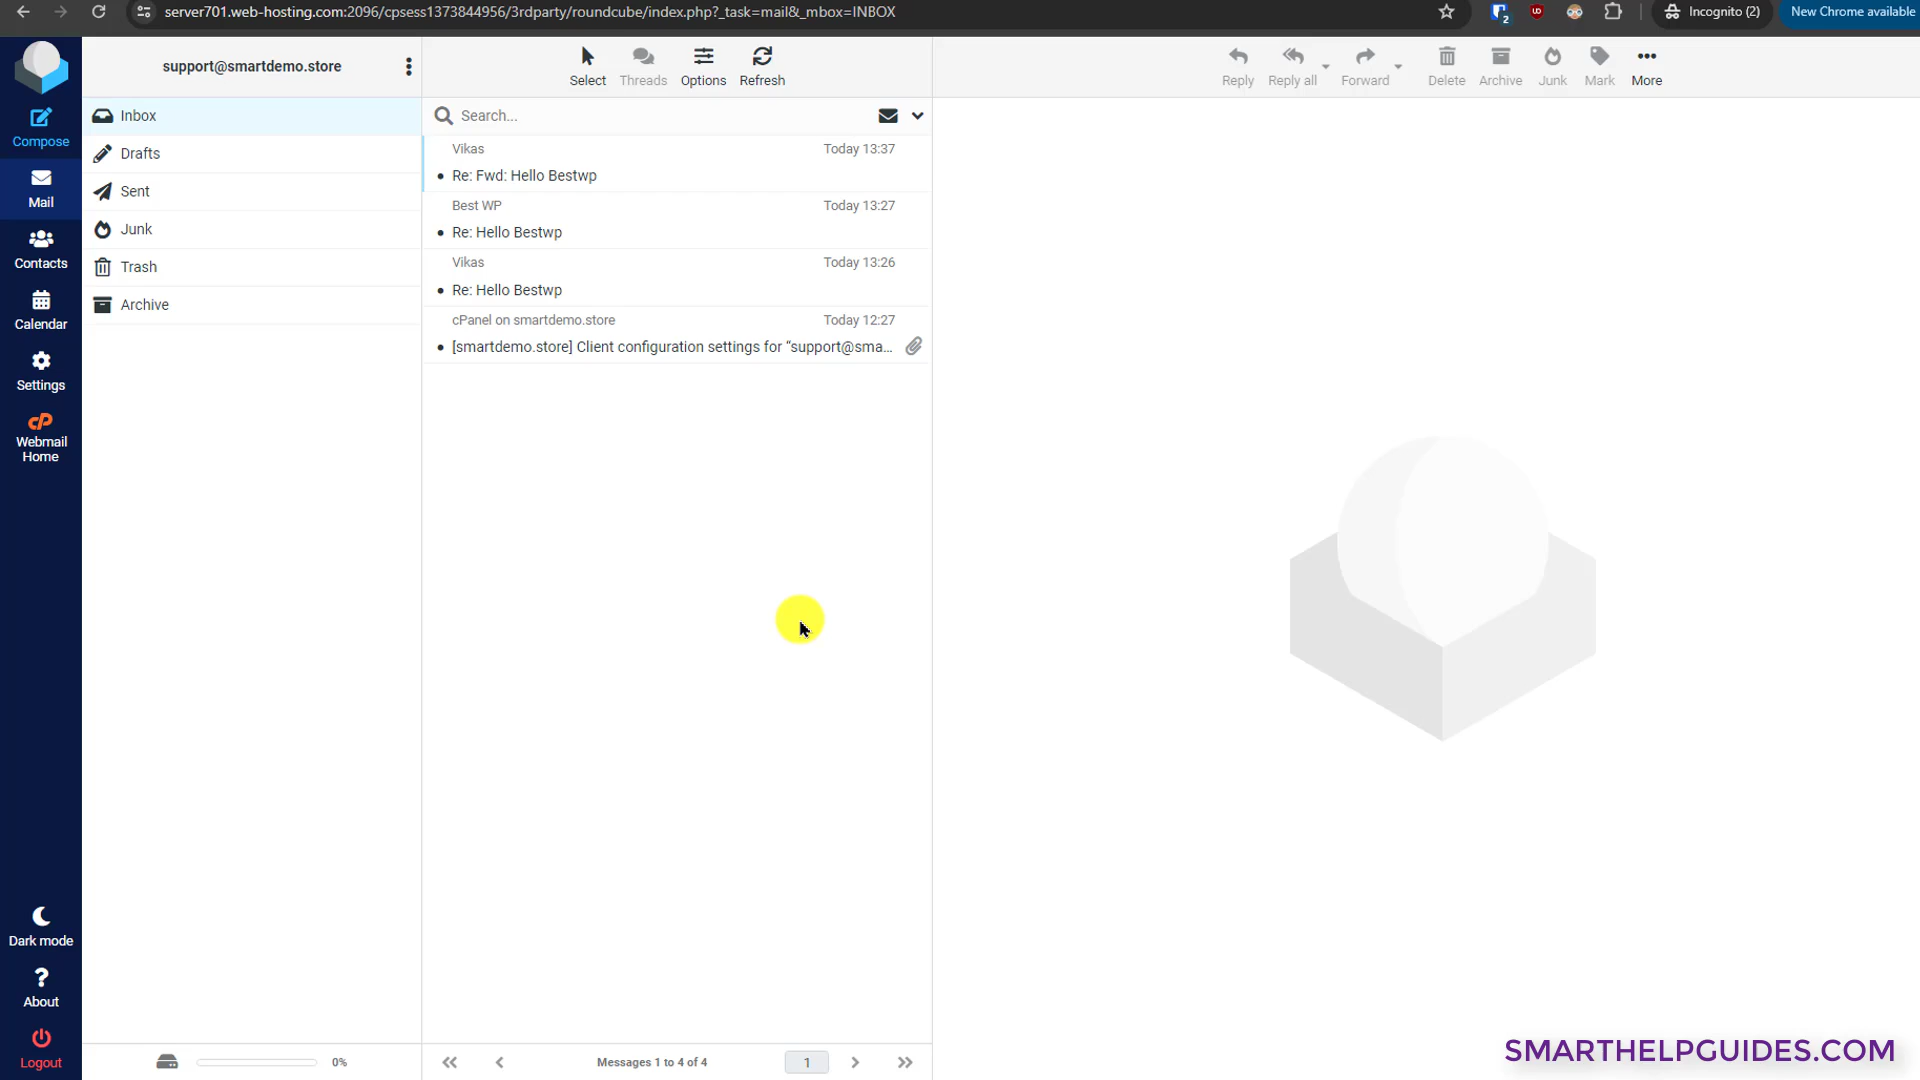 server701.web-hosting.com:2096/cpsess1373844956/3rdparty/roundcube/index.php?_task=mail&_mbox=INBOX
2
Incognito (2)
New Chrome available
support@smartdemo.store
Select
Threads
Options
Refresh
Reply
Reply all
Forward
Delete
Archive
Junk
Mark
More
Compose
Mail
Contacts
Calendar
Settings
cP
Webmail
Home
Dark mode
About
Logout
Inbox
Drafts
Sent
Junk
Trash
Archive
0%
Search...
Vikas
Today 13:37
Re: Fwd: Hello Bestwp
Best WP
Today 13:27
Re: Hello Bestwp
Vikas
Today 13:26
Re: Hello Bestwp
cPanel on smartdemo.store
Today 12:27
[smartdemo.store] Client configuration settings for “support@sma...
Messages 1 to 4 of 4
1
SMARTHELPGUIDES.COM